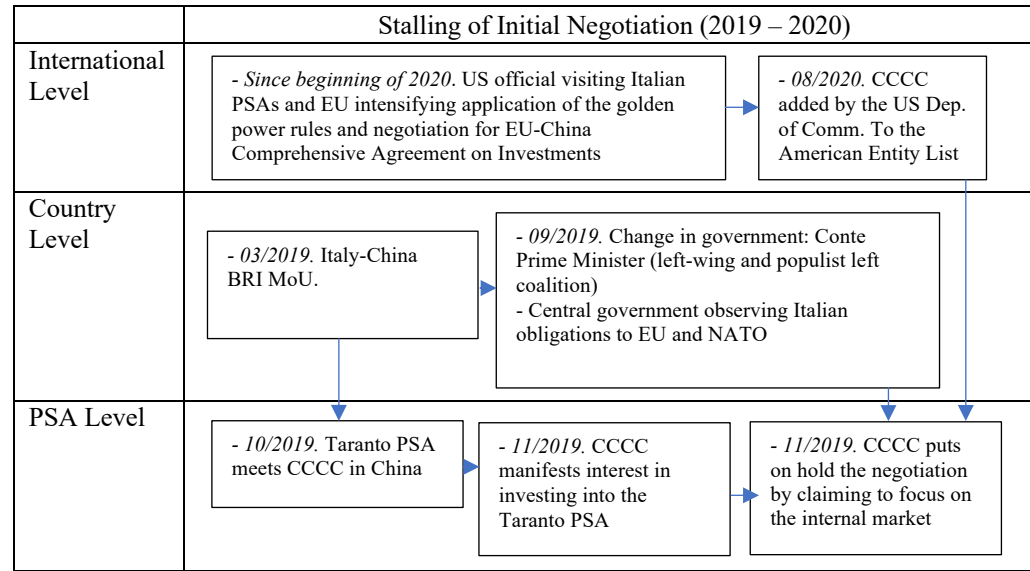 Stalling of Initial Negotiation (2019 – 2020)
International
Level
- Since beginning of 2020. US official visiting Italian
PSAs and EU intensifying application of the golden
power rules and negotiation for EU-China
Comprehensive Agreement on Investments
- 08/2020. CCCC
added by the US Dep.
of Comm. To the
American Entity List
Country
Level
- 03/2019. Italy-China
BRI MoU.
- 09/2019. Change in government: Conte
Prime Minister (left-wing and populist left
coalition)
- Central government observing Italian
obligations to EU and NATO
PSA Level
- 10/2019. Taranto PSA
meets CCCC in China
- 11/2019. CCCC
manifests interest in
investing into the
Taranto PSA
- 11/2019. CCCC puts
on hold the negotiation
by claiming to focus on
the internal market